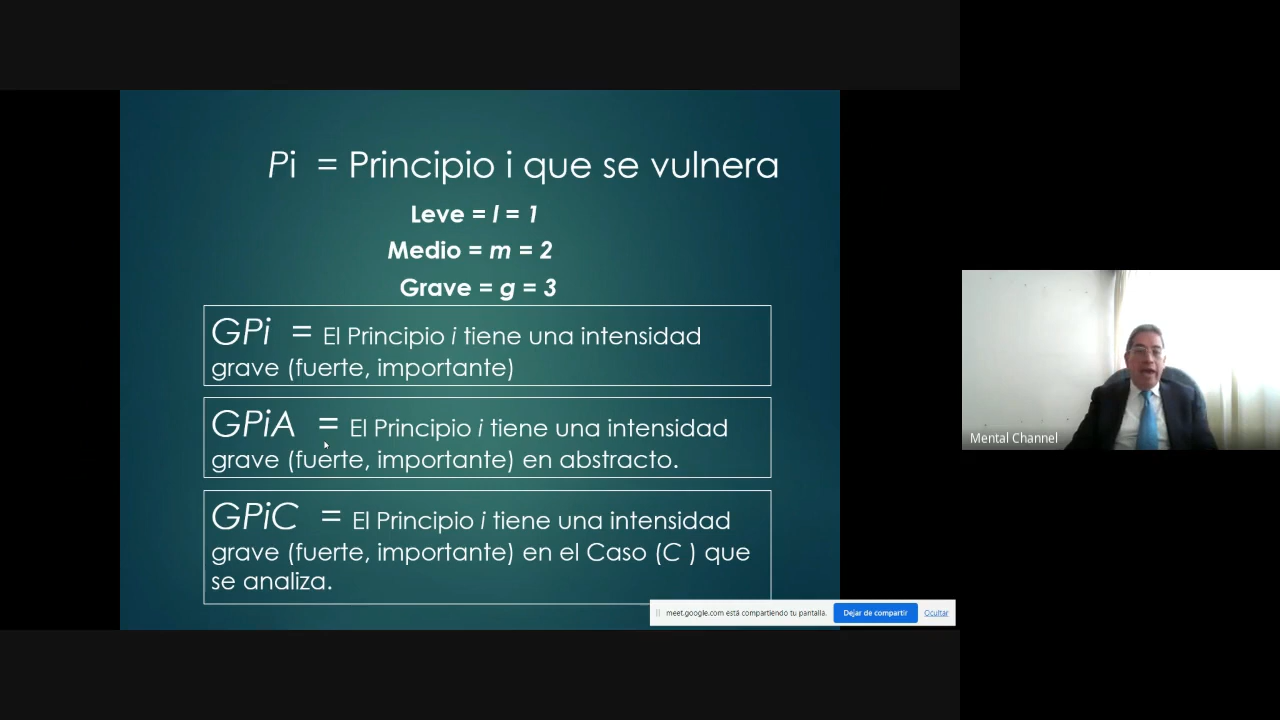 Pi = Principio i que se vulnera
Leve = l = 1
Medio = m = 2
Grave = g = 3
GPi = El Principio i tiene una intensidad
grave (fuerte, importante)
GPiA = El Principio i tiene una intensidad
grave (fuerte, importante) en abstracto.
GPiC = El Principio i tiene una intensidad
grave (fuerte, importante) en el Caso (C ) que
se analiza.
meet.google.com está compartiendo tu pantalla.
Dejar de compartir
Ocultar
Mental Channel